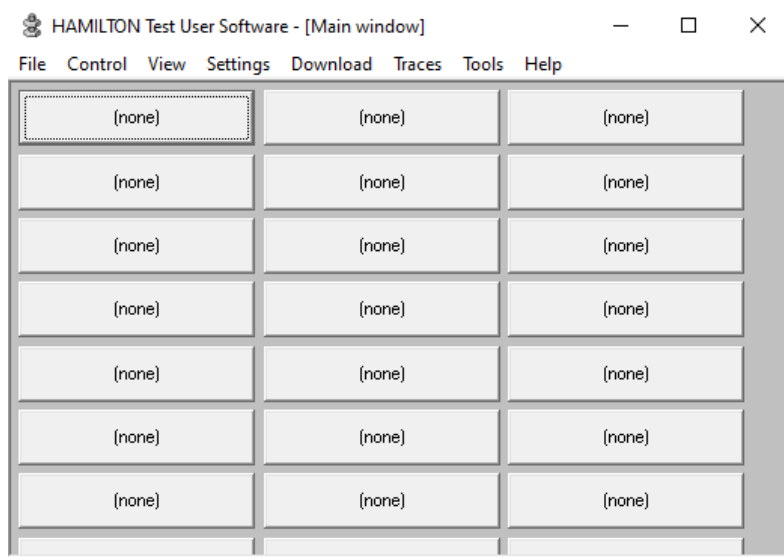 HAMILTON Test User Software - [Main window]
File Control View Settings Download Traces Tools Help
(none) (none) (none)
(none) (none) (none)
(none) (none) (none)
(none) (none) (none)
(none) (none) (none)
(none) (none) (none)
(none) (none) (none)